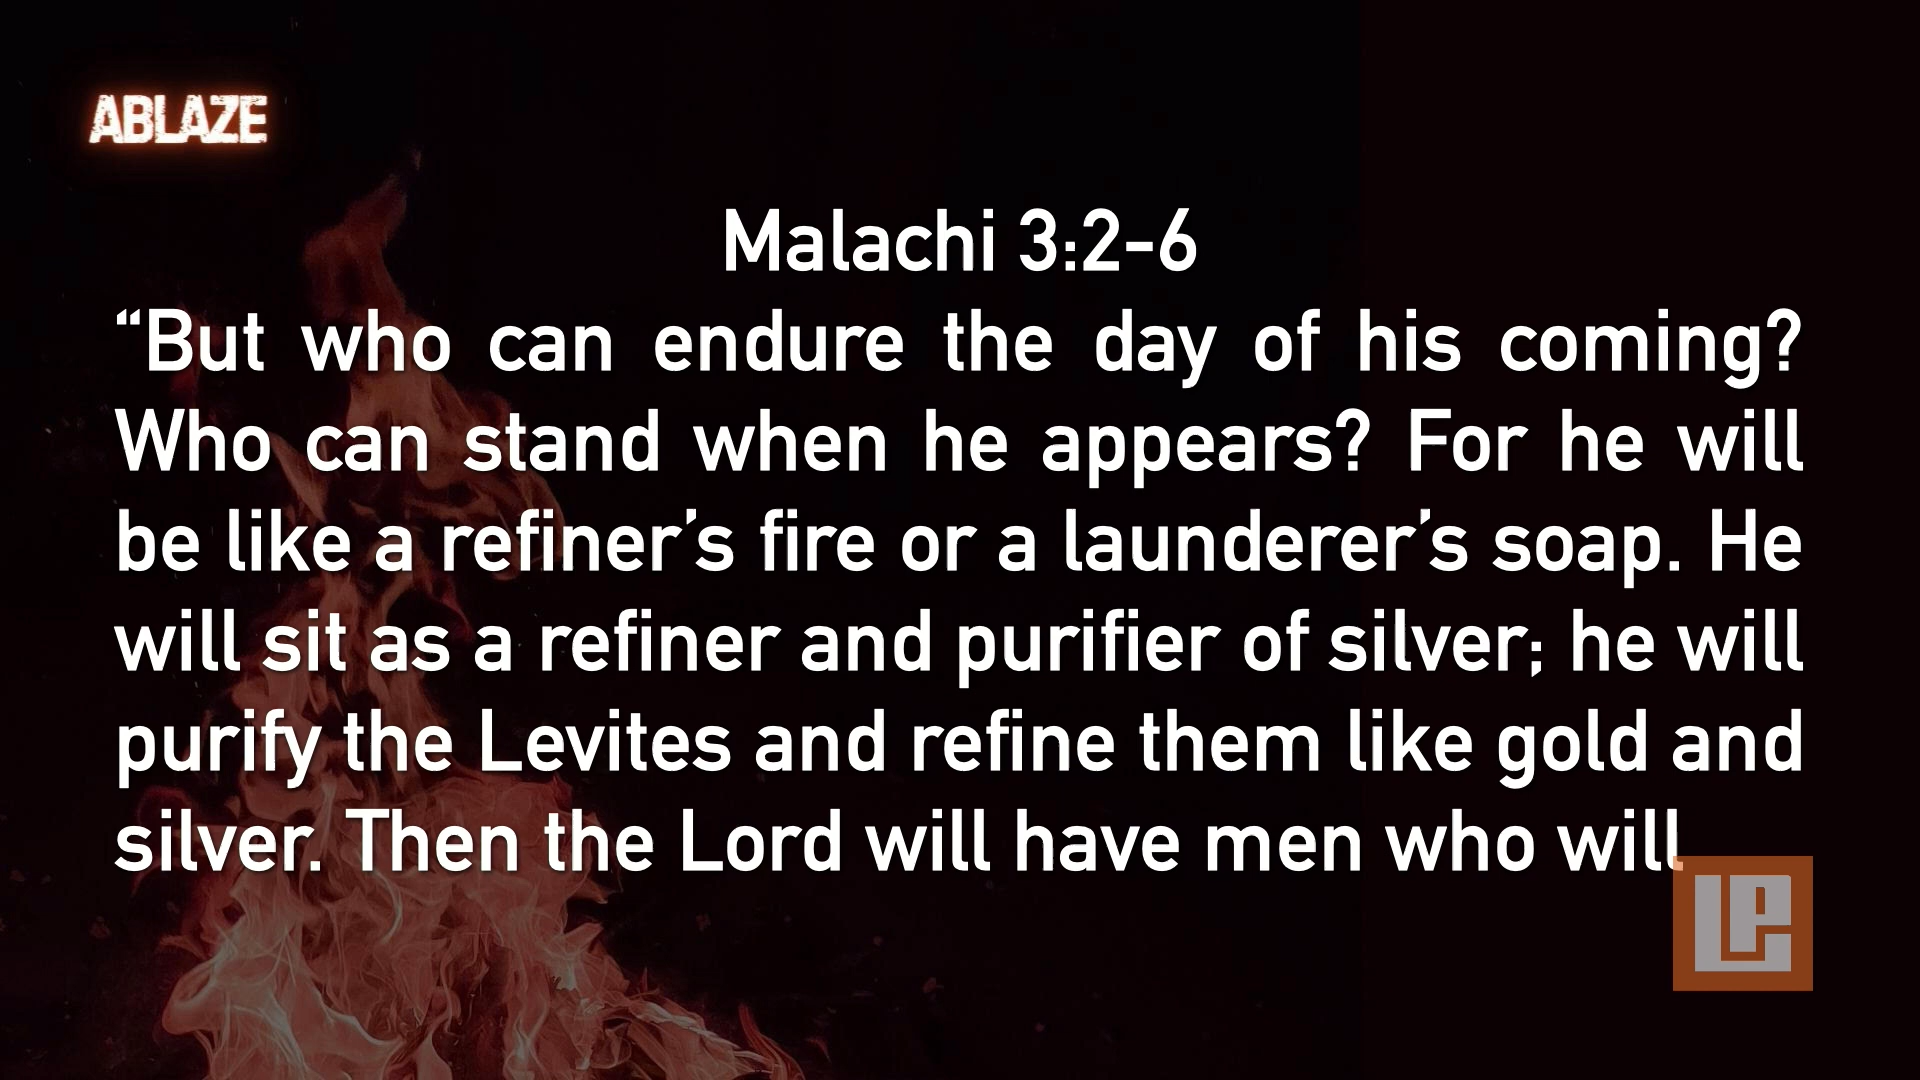 ABLAZE
Malachi 3:2-6
“But who can endure the day of his coming?
Who can stand when he appears? For he will
be like a refiner’s fire or a launderer’s soap. He
will sit as a refiner and purifier of silver; he will
purify the Levites and refine them like gold and
silver. Then the Lord will have men who will
LP